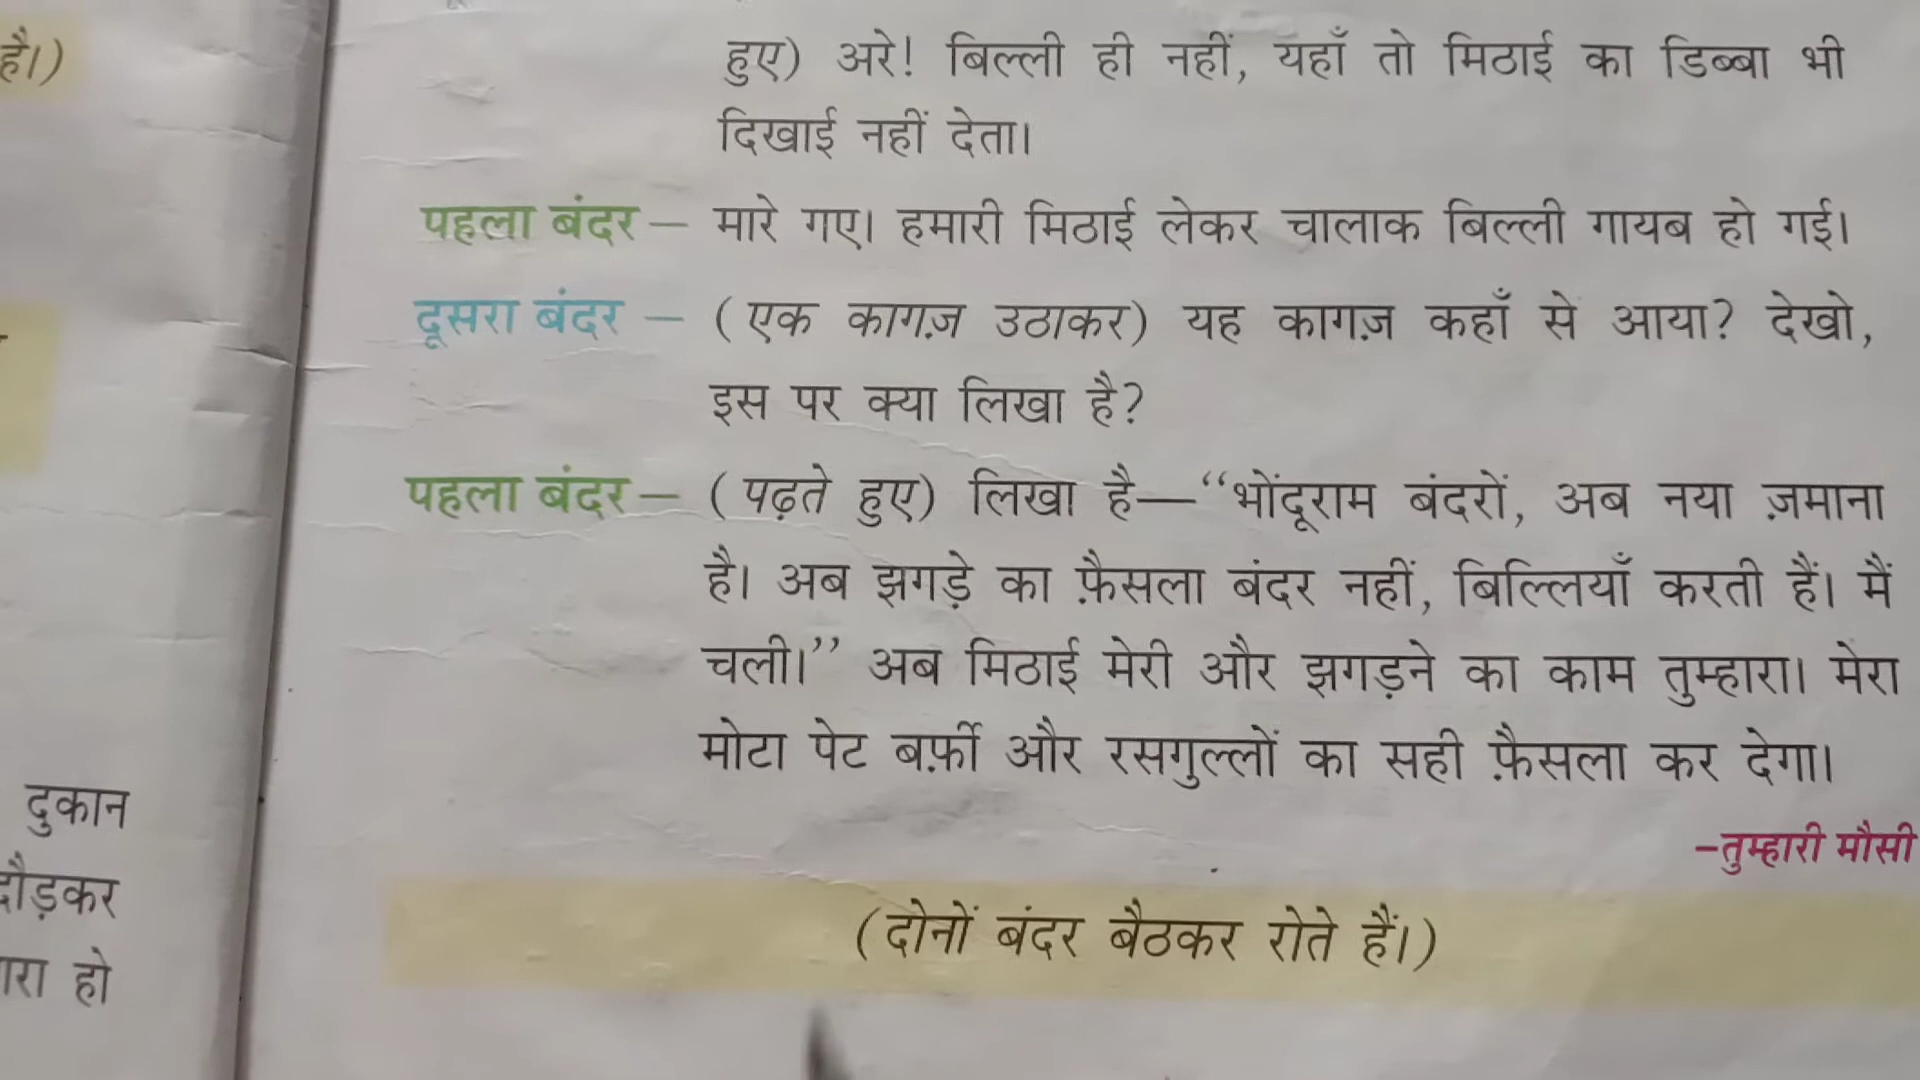 है।)
दुकान
दौड़कर
हो
हुए) अरे! बिल्ली ही नहीं, यहाँ तो मिठाई का डिब्बा भी
दिखाई नहीं देता।
पहला बंदर – मारे गए। हमारी मिठाई लेकर चालाक बिल्ली गायब हो गई।
दूसरा बंदर – (एक कागज़ उठाकर) यह कागज़ कहाँ से आया? देखो,
इस पर क्या लिखा है?
पहला बंदर – (पढ़ते हुए) लिखा है—“भोंदूराम बंदरों, अब नया ज़माना
है। अब झगड़े का फ़ैसला बंदर नहीं, बिल्लियाँ करती हैं। मैं
चली।” अब मिठाई मेरी और झगड़ने का काम तुम्हारा। मेरा
मोटा पेट बर्फ़ी और रसगुल्लों का सही फ़ैसला कर देगा।
–तुम्हारी मौसी
(दोनों बंदर बैठकर रोते हैं।)